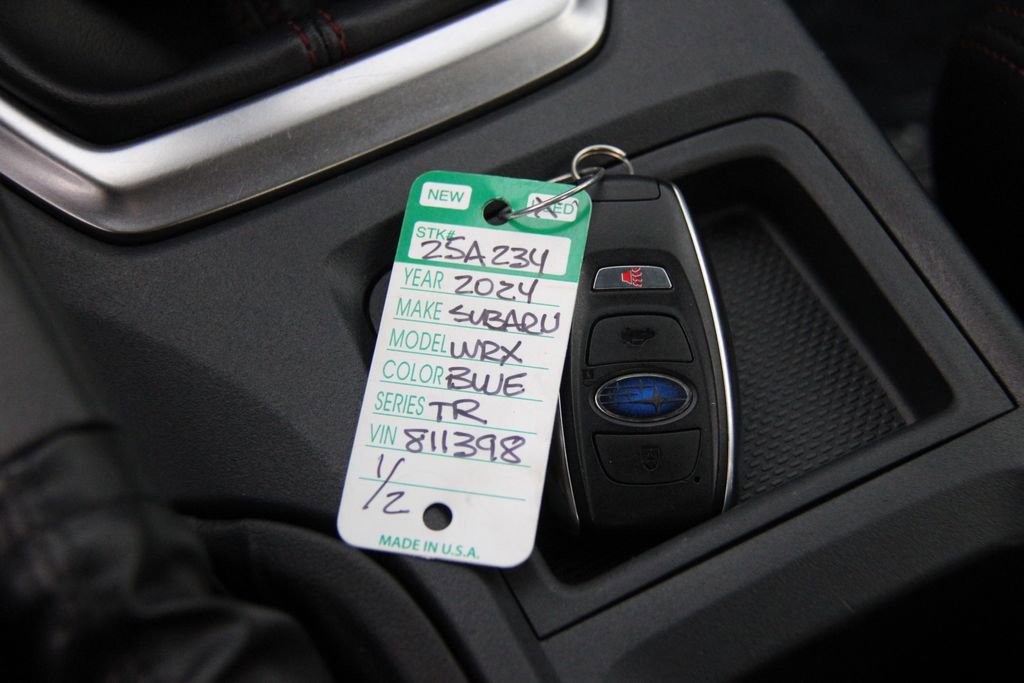 NEW USED
STK# 25A234
YEAR 2024
MAKE SUBARU
MODEL WRX
COLOR BLUE
SERIES TR
VIN 811398
1/2
MADE IN U.S.A.